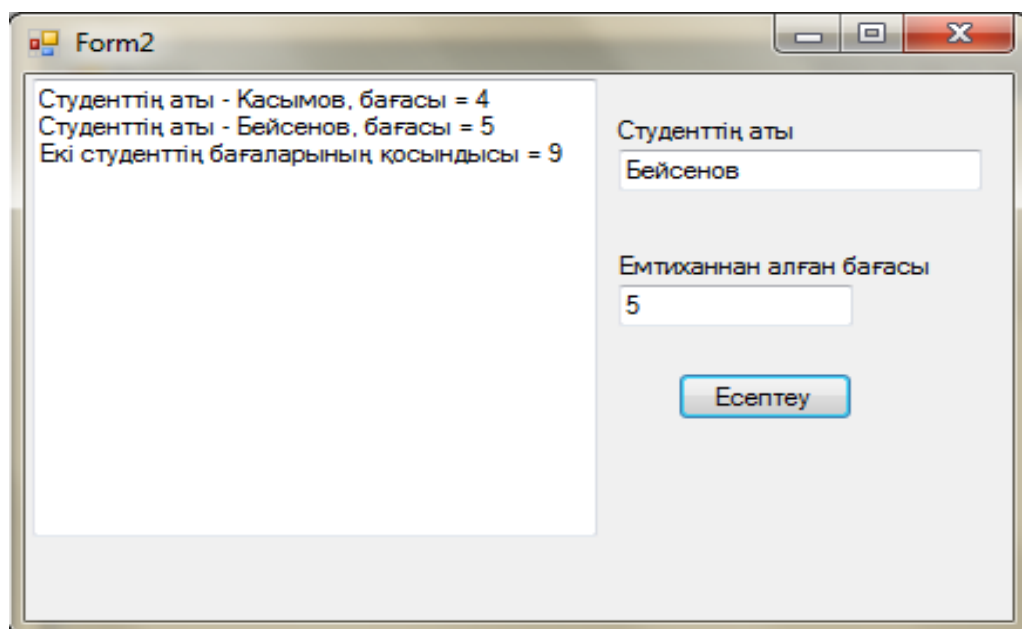 Form2
Студенттің аты - Касымов, бағасы = 4
Студенттің аты - Бейсенов, бағасы = 5
Екі студенттің бағаларының қосындысы = 9
Студенттің аты
Бейсенов
Емтиханнан алған бағасы
5
Есептеу